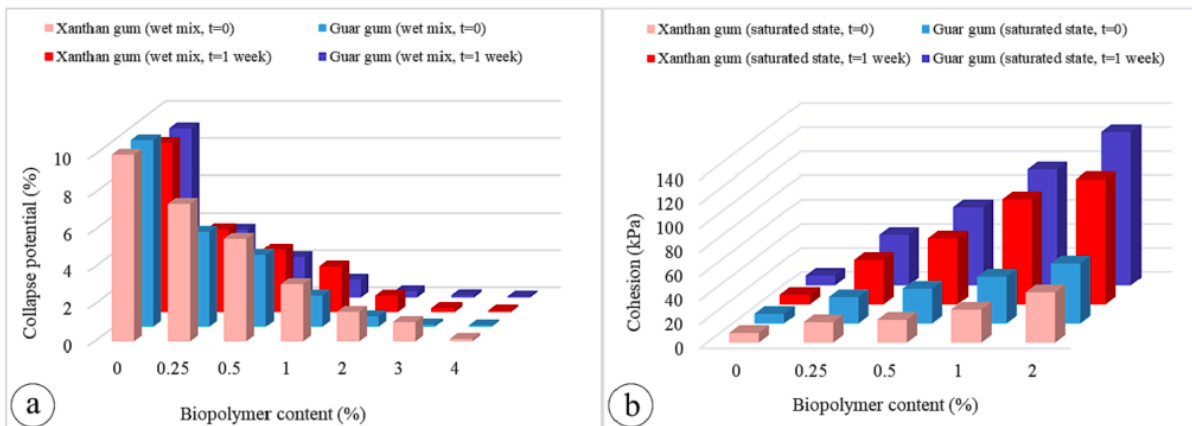 Xanthan gum (wet mix, t=0)
Guar gum (wet mix, t=0)
Xanthan gum (wet mix, t=1 week)
Guar gum (wet mix, t=1 week)
10
8
6
4
2
0
Collapse potential (%)
0 0.25 0.5 1 2 3 4
Biopolymer content (%)
a
Xanthan gum (saturated state, t=0)
Guar gum (saturated state, t=0)
Xanthan gum (saturated state, t=1 week)
Guar gum (saturated state, t=1 week)
140
120
100
80
60
40
20
0
Cohesion (kPa)
0 0.25 0.5 1 2
Biopolymer content (%)
b